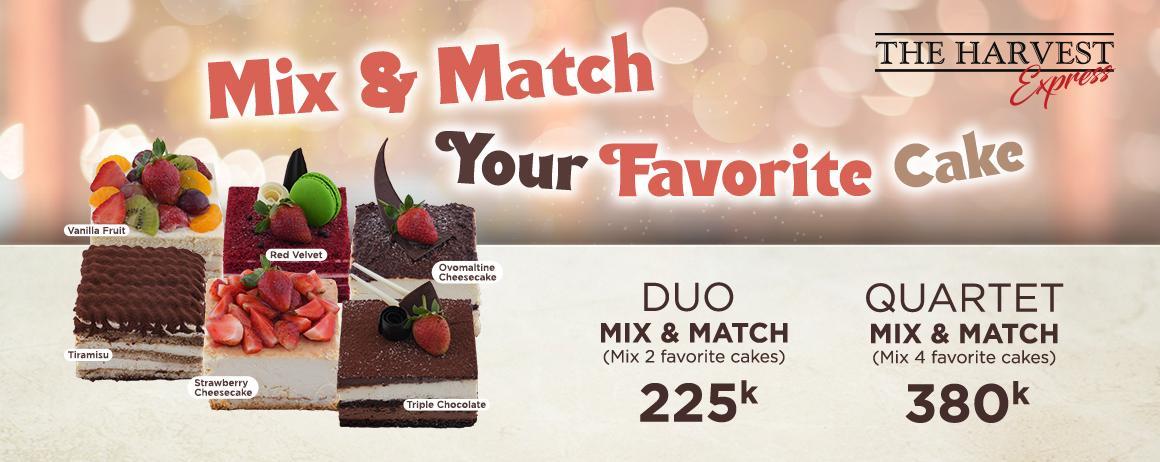 Mix & Match
Your Favorite Cake
THE HARVEST
Express
Vanilla Fruit
Red Velvet
Ovomaltine
Cheesecake
Tiramisu
Strawberry
Cheesecake
Triple Chocolate
DUO
MIX & MATCH
(Mix 2 favorite cakes)
225k
QUARTET
MIX & MATCH
(Mix 4 favorite cakes)
380k